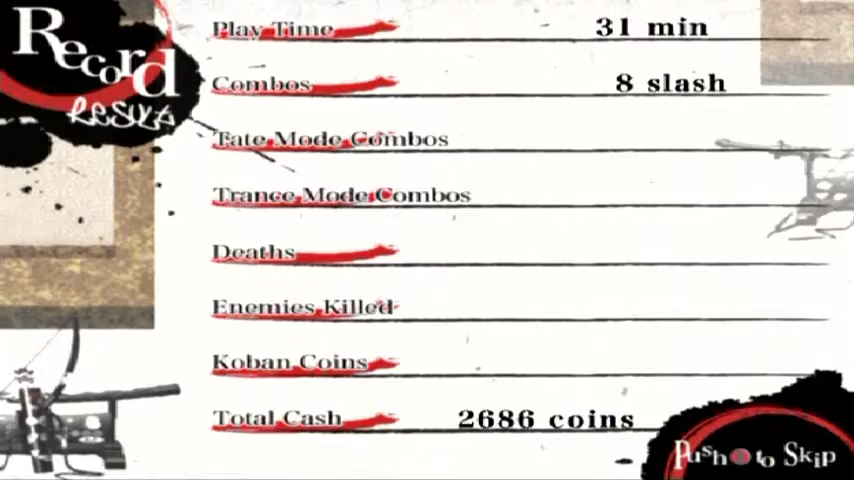 Record
RESULT
Play Time 31 min
Combos 8 slash
Tate Mode Combos
Trance Mode Combos
Deaths
Enemies Killed
Koban Coins
Total Cash 2686 coins
Push to Skip